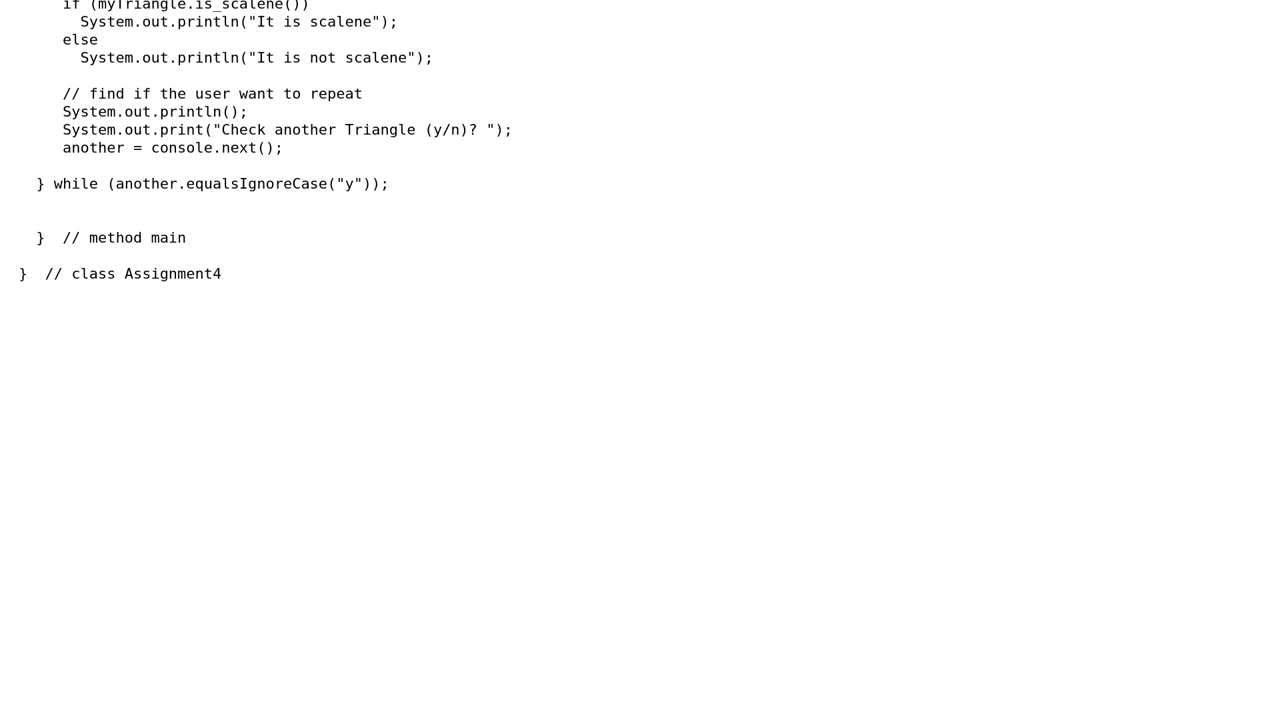 if (myTriangle.is_scalene())
System.out.println("It is scalene");
else
System.out.println("It is not scalene");
// find if the user want to repeat
System.out.println();
System.out.print("Check another Triangle (y/n)? ");
another = console.next();
} while (another.equalsIgnoreCase("y"));
}  // method main
}  // class Assignment4